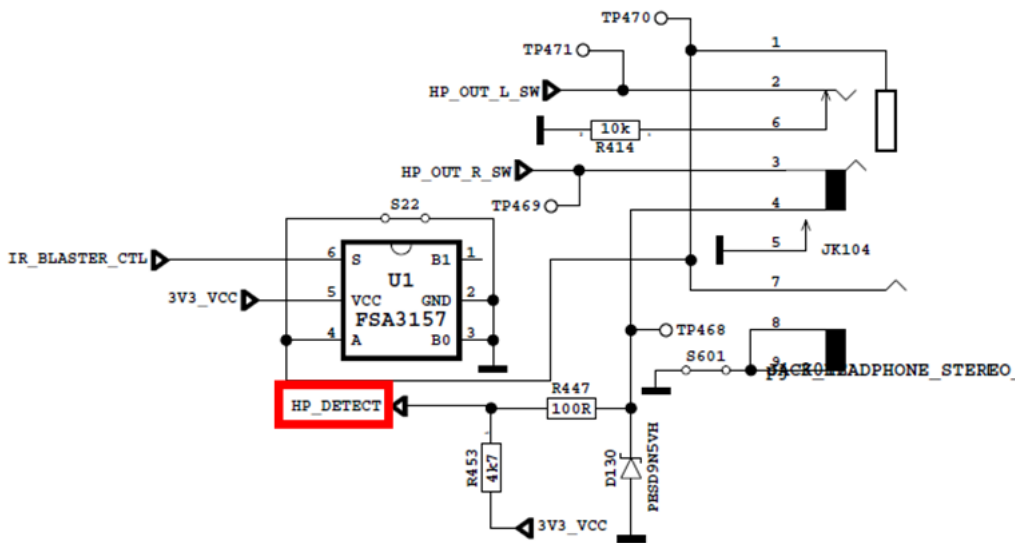 TP470
1
TP471
2
HP_OUT_L_SW
10k
6
R414
HP_OUT_R_SW
3
TP469
4
S22
5
JK104
IR_BLASTER_CTL
6
S
B1
1
U1
7
3V3_VCC
5
VCC
GND
2
FSA3157
8
TP468
4
A
B0
3
S601
9
HP_DETECT
R447
100R
R453
4k7
D130
PESD9N5VH
3V3_VCC